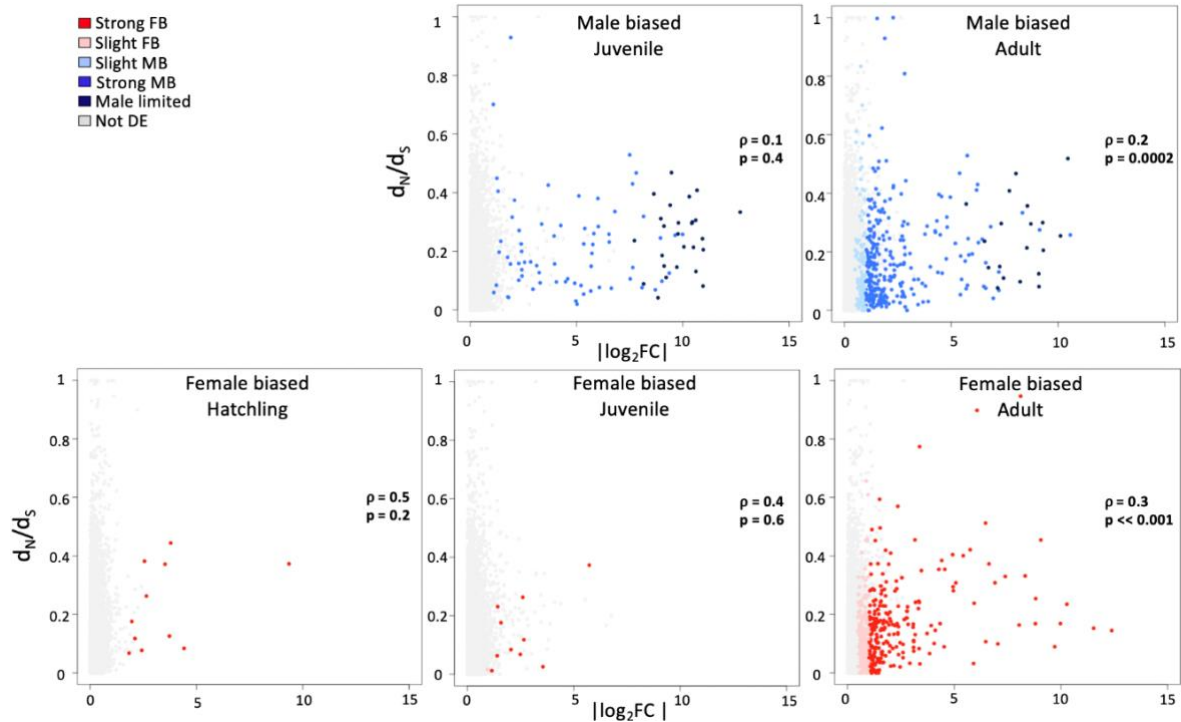 Strong FB
Slight FB
Slight MB
Strong MB
Male limited
Not DE
Male biased
Juvenile
1
0.8
0.6
0.4
0.2
0
dN/dS
ρ = 0.1
p = 0.4
0 5 10 15
|log₂FC|
Male biased
Adult
1
0.8
0.6
0.4
0.2
0
ρ = 0.2
p = 0.0002
0 5 10 15
Female biased
Hatchling
1
0.8
0.6
0.4
0.2
0
dN/dS
ρ = 0.5
p = 0.2
0 5 10 15
Female biased
Juvenile
1
0.8
0.6
0.4
0.2
0
ρ = 0.4
p = 0.6
0 5 10 15
|log₂FC|
Female biased
Adult
1
0.8
0.6
0.4
0.2
0
ρ = 0.3
p << 0.001
0 5 10 15